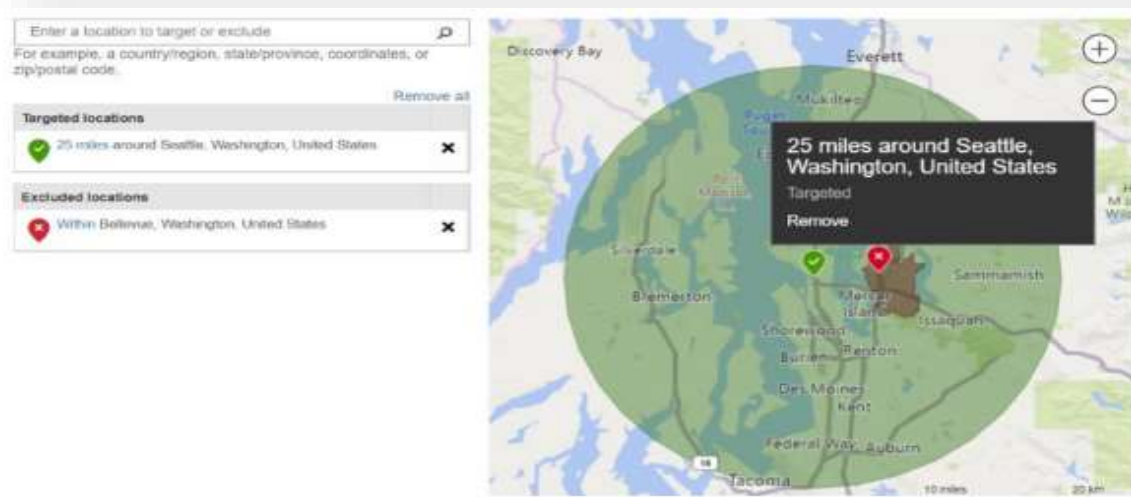 Enter a location to target or exclude
For example, a country/region, state/province, coordinates, or
zip/postal code.
Remove all
Targeted locations
25 miles around Seattle, Washington, United States
Excluded locations
Within Bellevue, Washington, United States
Discovery Bay
Everett
Mukilteo
25 miles around Seattle,
Washington, United States
Targeted
Remove
Silverdale
Sammamish
Bremerton
Mercer
Island
Issaquah
Shorewood
Burien
Renton
Des Moines
Kent
Federal Way
Auburn
16
Tacoma
10 miles
20 km